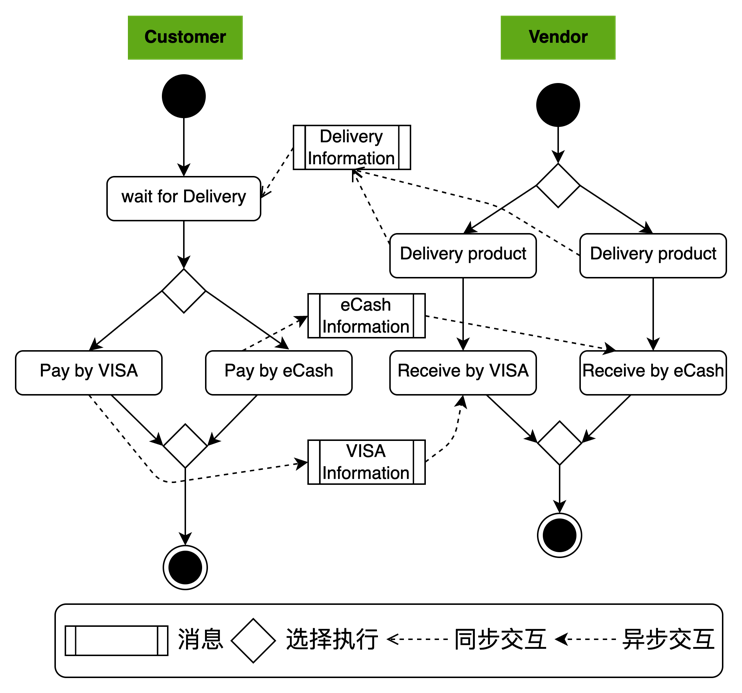 Customer
Vendor
Delivery
Information
wait for Delivery
Delivery product
Delivery product
eCash
Information
Pay by VISA
Pay by eCash
Receive by VISA
Receive by eCash
VISA
Information
消息
选择执行
同步交互
异步交互